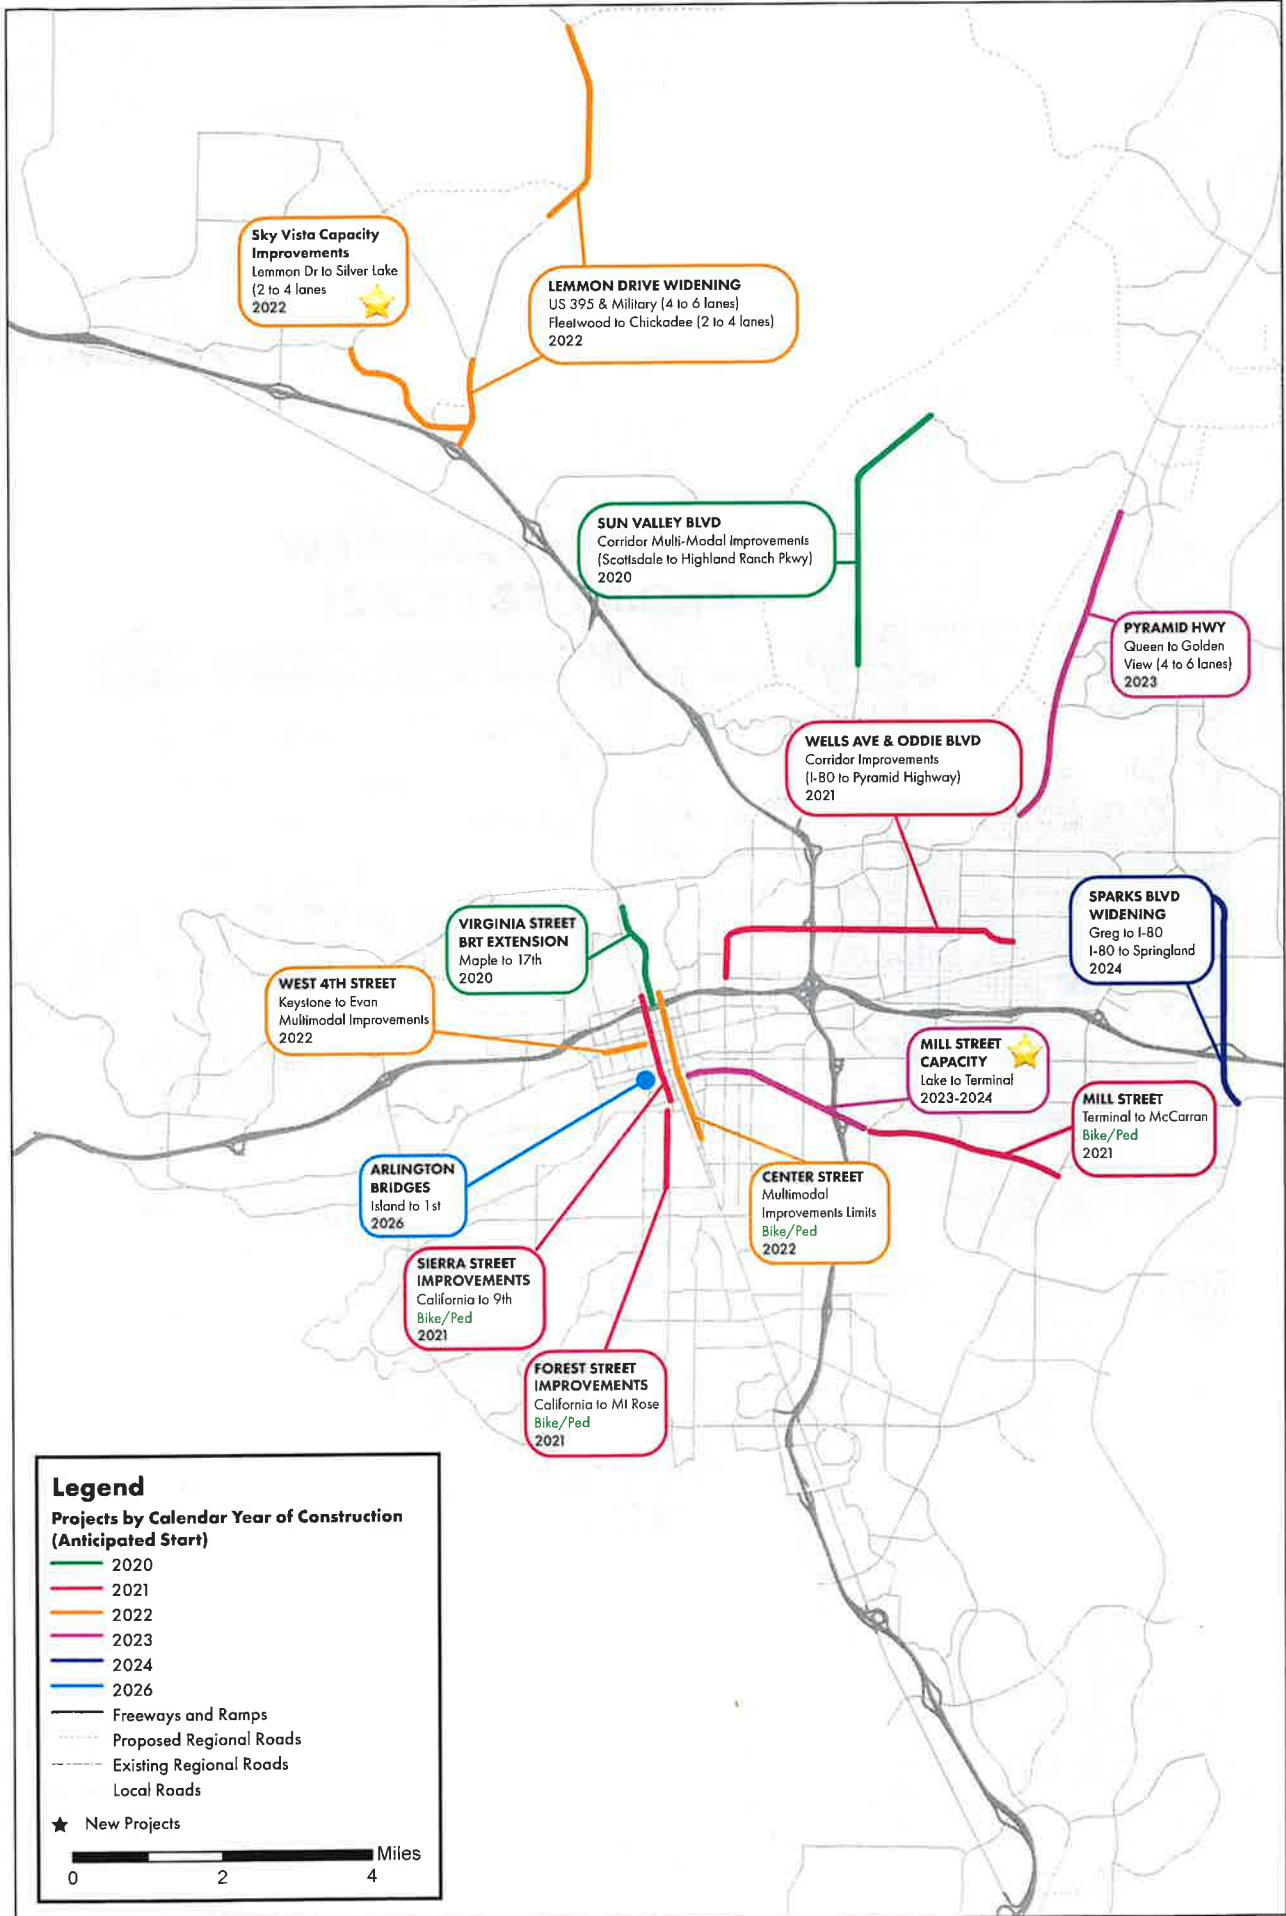 Sky Vista Capacity
Improvements
Lemmon Dr to Silver Lake
(2 to 4 lanes
2022
LEMMON DRIVE WIDENING
US 395 & Military (4 to 6 lanes)
Fleetwood to Chickadee (2 to 4 lanes)
2022
SUN VALLEY BLVD
Corridor Multi-Modal Improvements
(Scottsdale to Highland Ranch Pkwy)
2020
PYRAMID HWY
Queen to Golden
View (4 to 6 lanes)
2023
WELLS AVE & ODDIE BLVD
Corridor Improvements
(I-80 to Pyramid Highway)
2021
SPARKS BLVD
WIDENING
Greg to I-80
I-80 to Springland
2024
VIRGINIA STREET
BRT EXTENSION
Maple to 17th
2020
WEST 4TH STREET
Keystone to Evan
Multimodal Improvements
2022
MILL STREET
CAPACITY
Lake to Terminal
2023-2024
MILL STREET
Terminal to McCarran
Bike/Ped
2021
ARLINGTON
BRIDGES
Island to 1st
2026
CENTER STREET
Multimodal
Improvements Limits
Bike/Ped
2022
SIERRA STREET
IMPROVEMENTS
California to 9th
Bike/Ped
2021
FOREST STREET
IMPROVEMENTS
California to Mt Rose
Bike/Ped
2021
Legend
Projects by Calendar Year of Construction
(Anticipated Start)
2020
2021
2022
2023
2024
2026
Freeways and Ramps
Proposed Regional Roads
Existing Regional Roads
Local Roads
New Projects
Miles
0 2 4